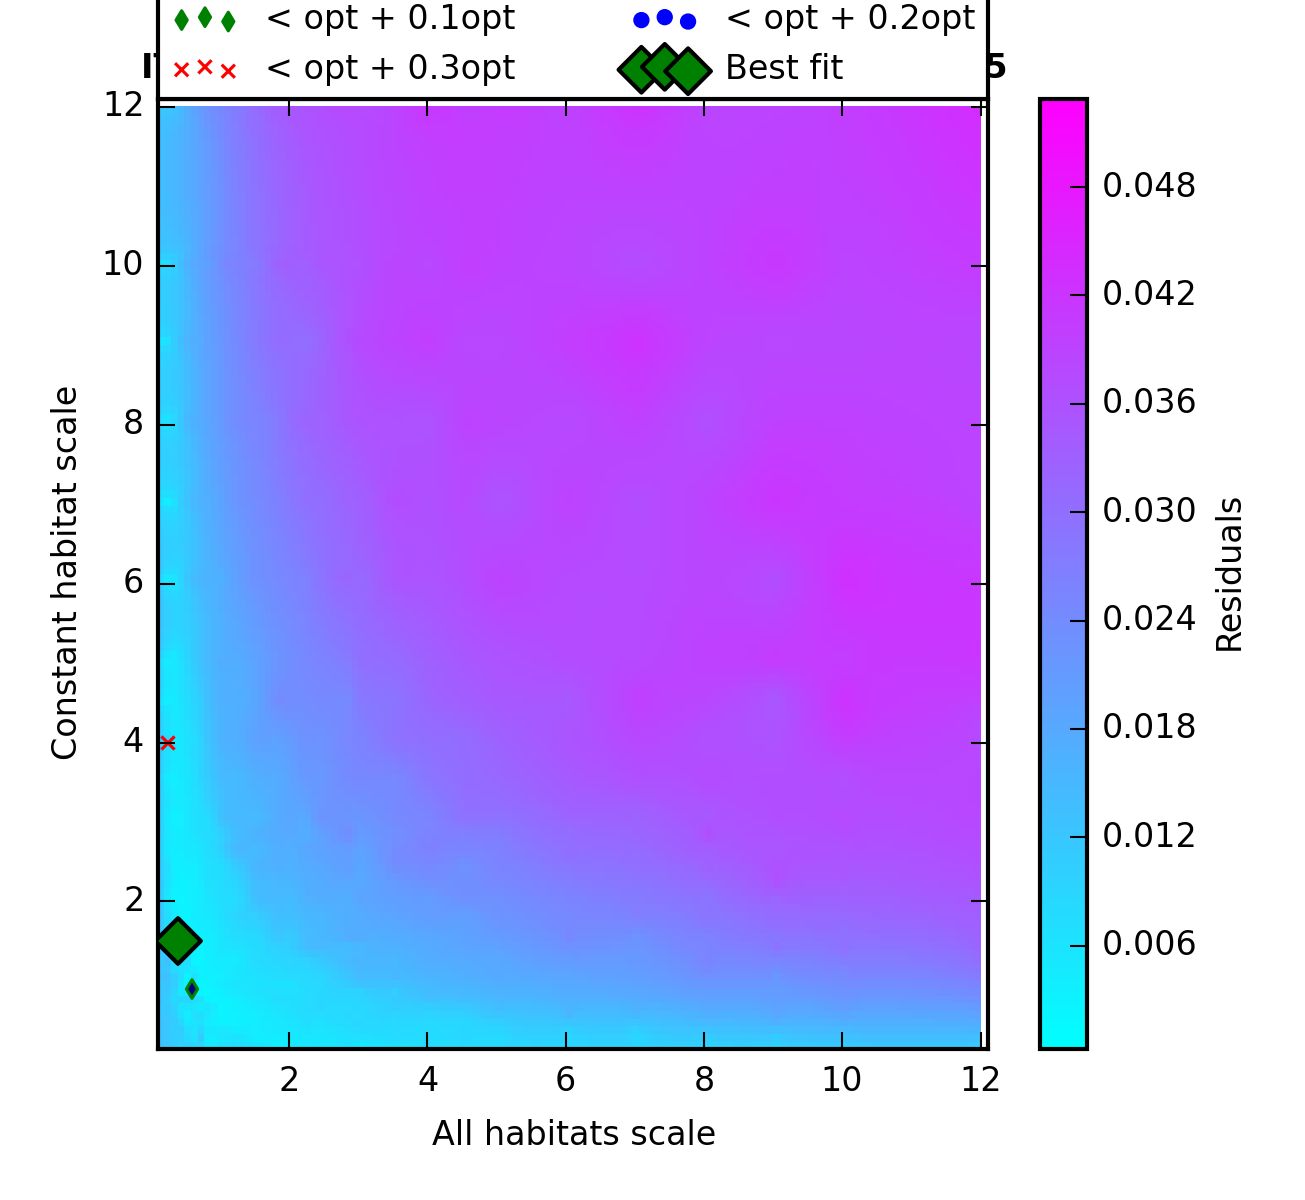 < opt + 0.1opt < opt + 0.2opt
< opt + 0.3opt Best fit
5
12
10
8
6
4
2
Constant habitat scale
2 4 6 8 10 12
All habitats scale
0.048
0.042
0.036
0.030
0.024
0.018
0.012
0.006
Residuals